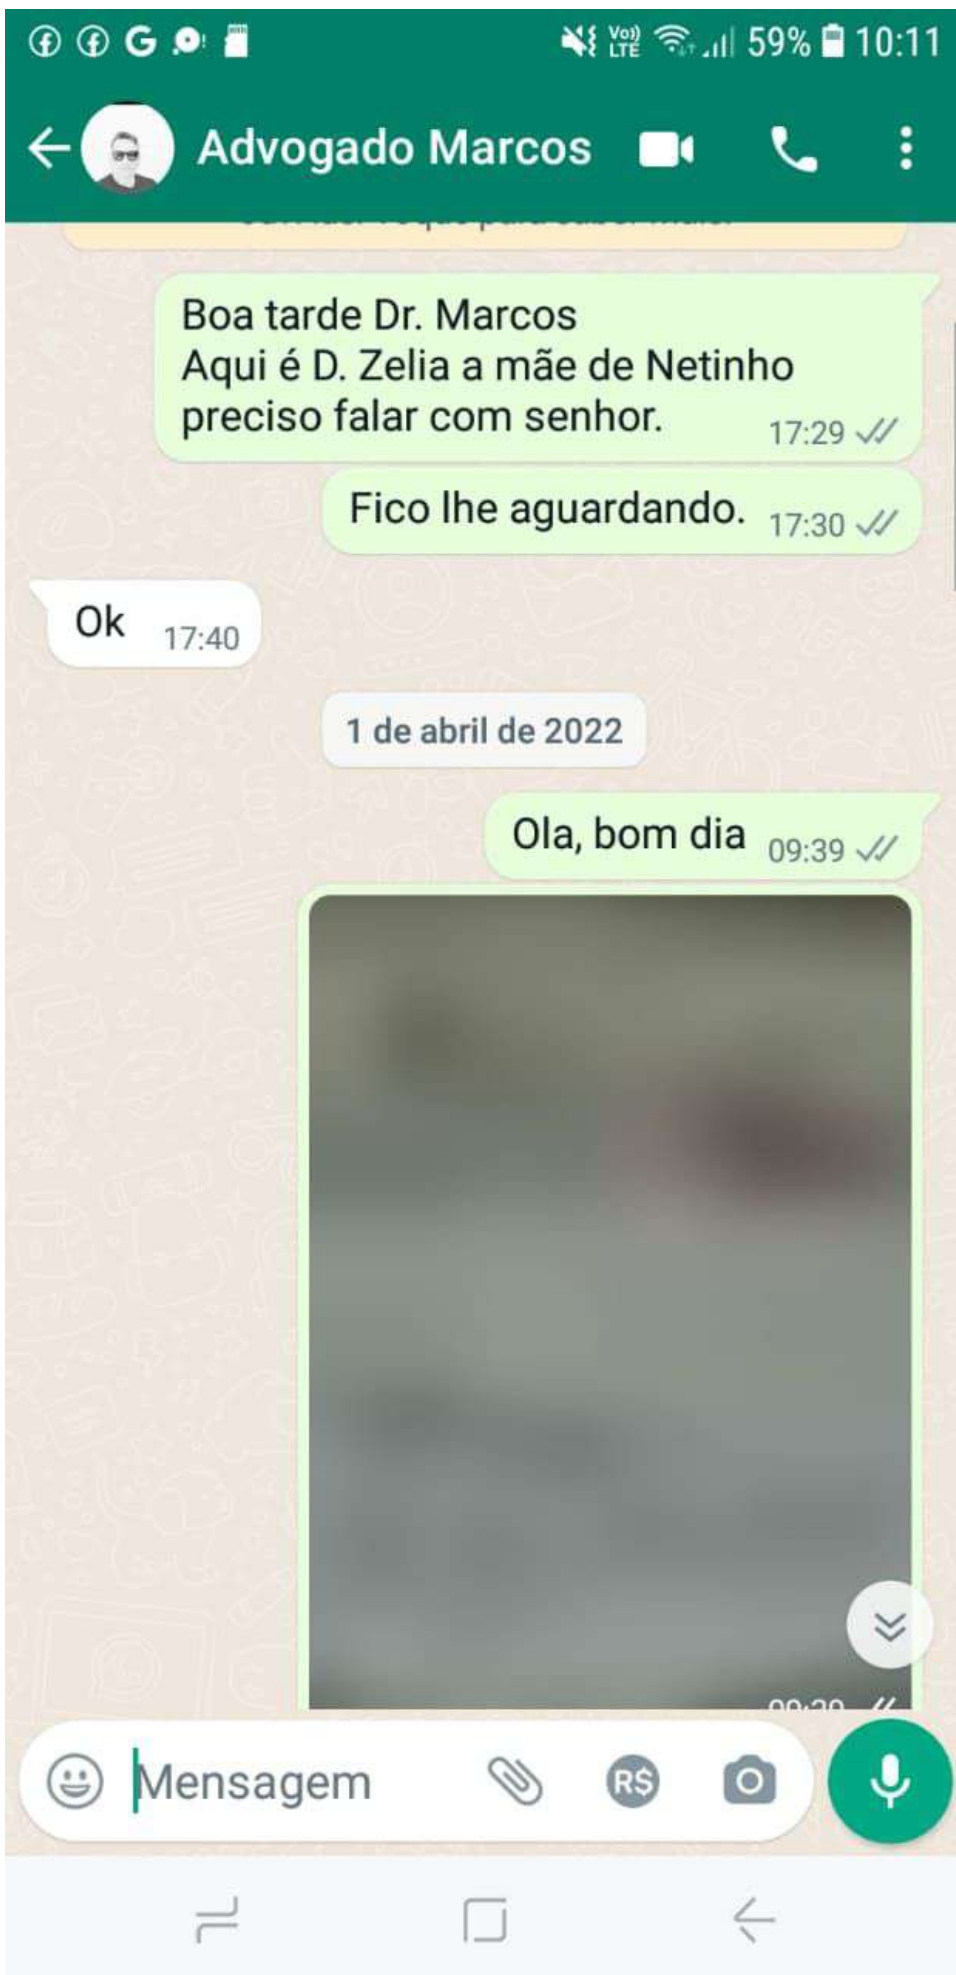 59% 10:11
Advogado Marcos
Boa tarde Dr. Marcos
Aqui é D. Zelia a mãe de Netinho
preciso falar com senhor. 17:29
Fico lhe aguardando. 17:30
Ok 17:40
1 de abril de 2022
Ola, bom dia 09:39
Mensagem
R$